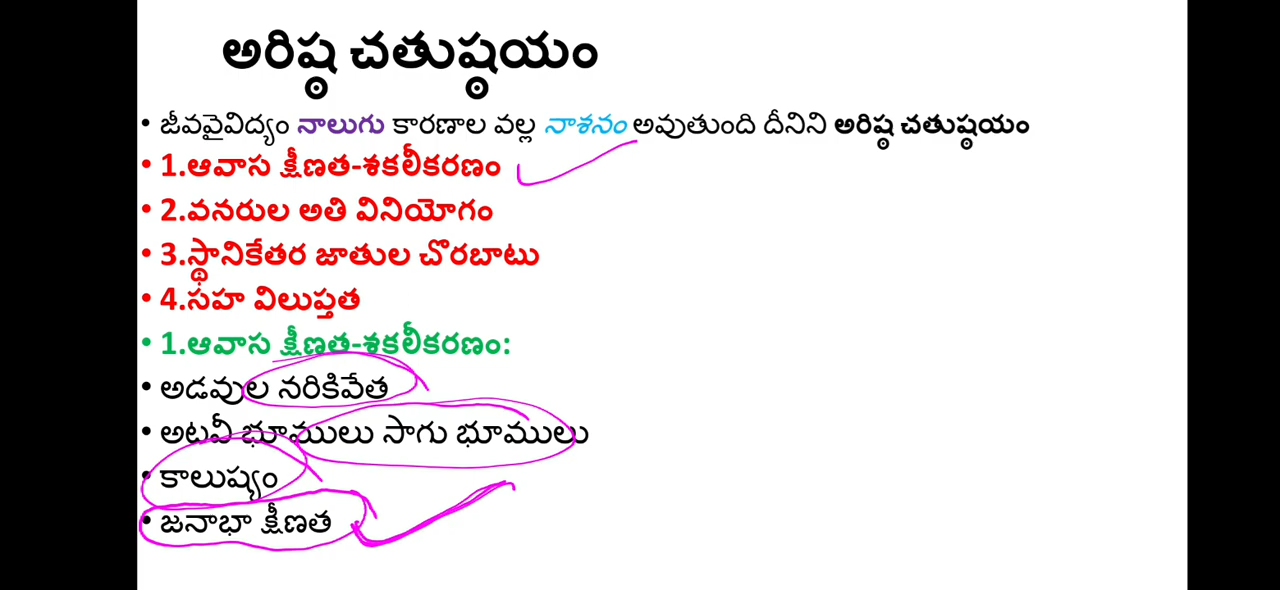 అరిష్ఠ చతుష్ఠయం
• జీవవైవిద్యం నాలుగు కారణాల వల్ల నాశనం అవుతుంది దీనిని అరిష్ఠ చతుష్ఠయం
• 1.ఆవాస క్షీణత-శకలీకరణం
• 2.వనరుల అతి వినియోగం
• 3.స్థానికేతర జాతుల చొరబాటు
• 4.సహ విలుప్తత
• 1.ఆవాస క్షీణత-శకలీకరణం:
• అడవుల నరికివేత
• అటవీ భూములు సాగు భూములు
• కాలుష్యం
• జనాభా క్షీణత